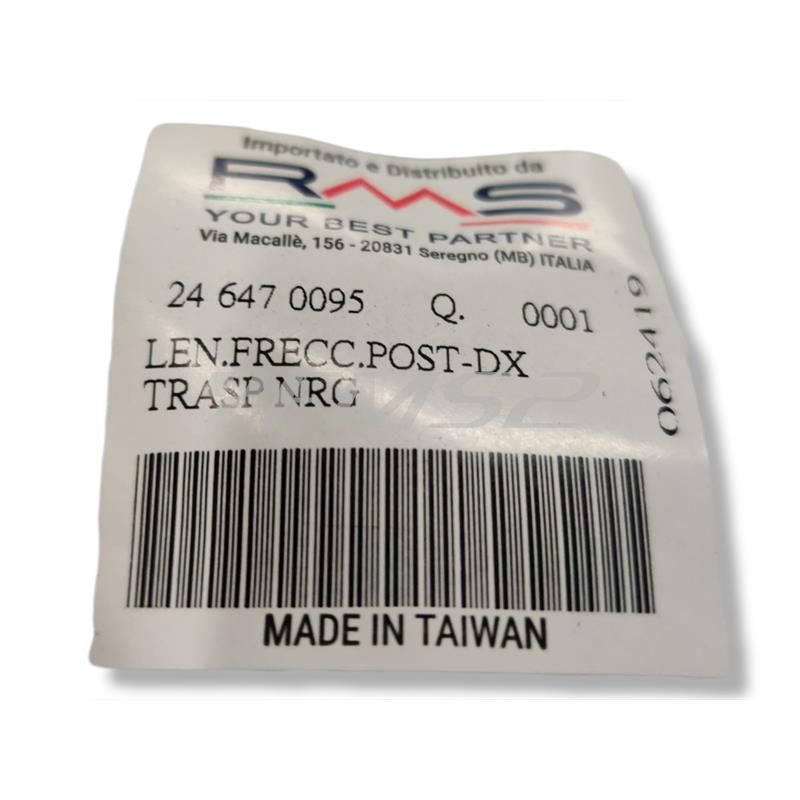 Importato e Distribuito da
RMS
YOUR BEST PARTNER
Via Macallè, 156 - 20831 Seregno (MB) ITALIA
24 647 0095 Q. 0001
LEN.FRECC.POST-DX
TRASP NRG
062419
MADE IN TAIWAN